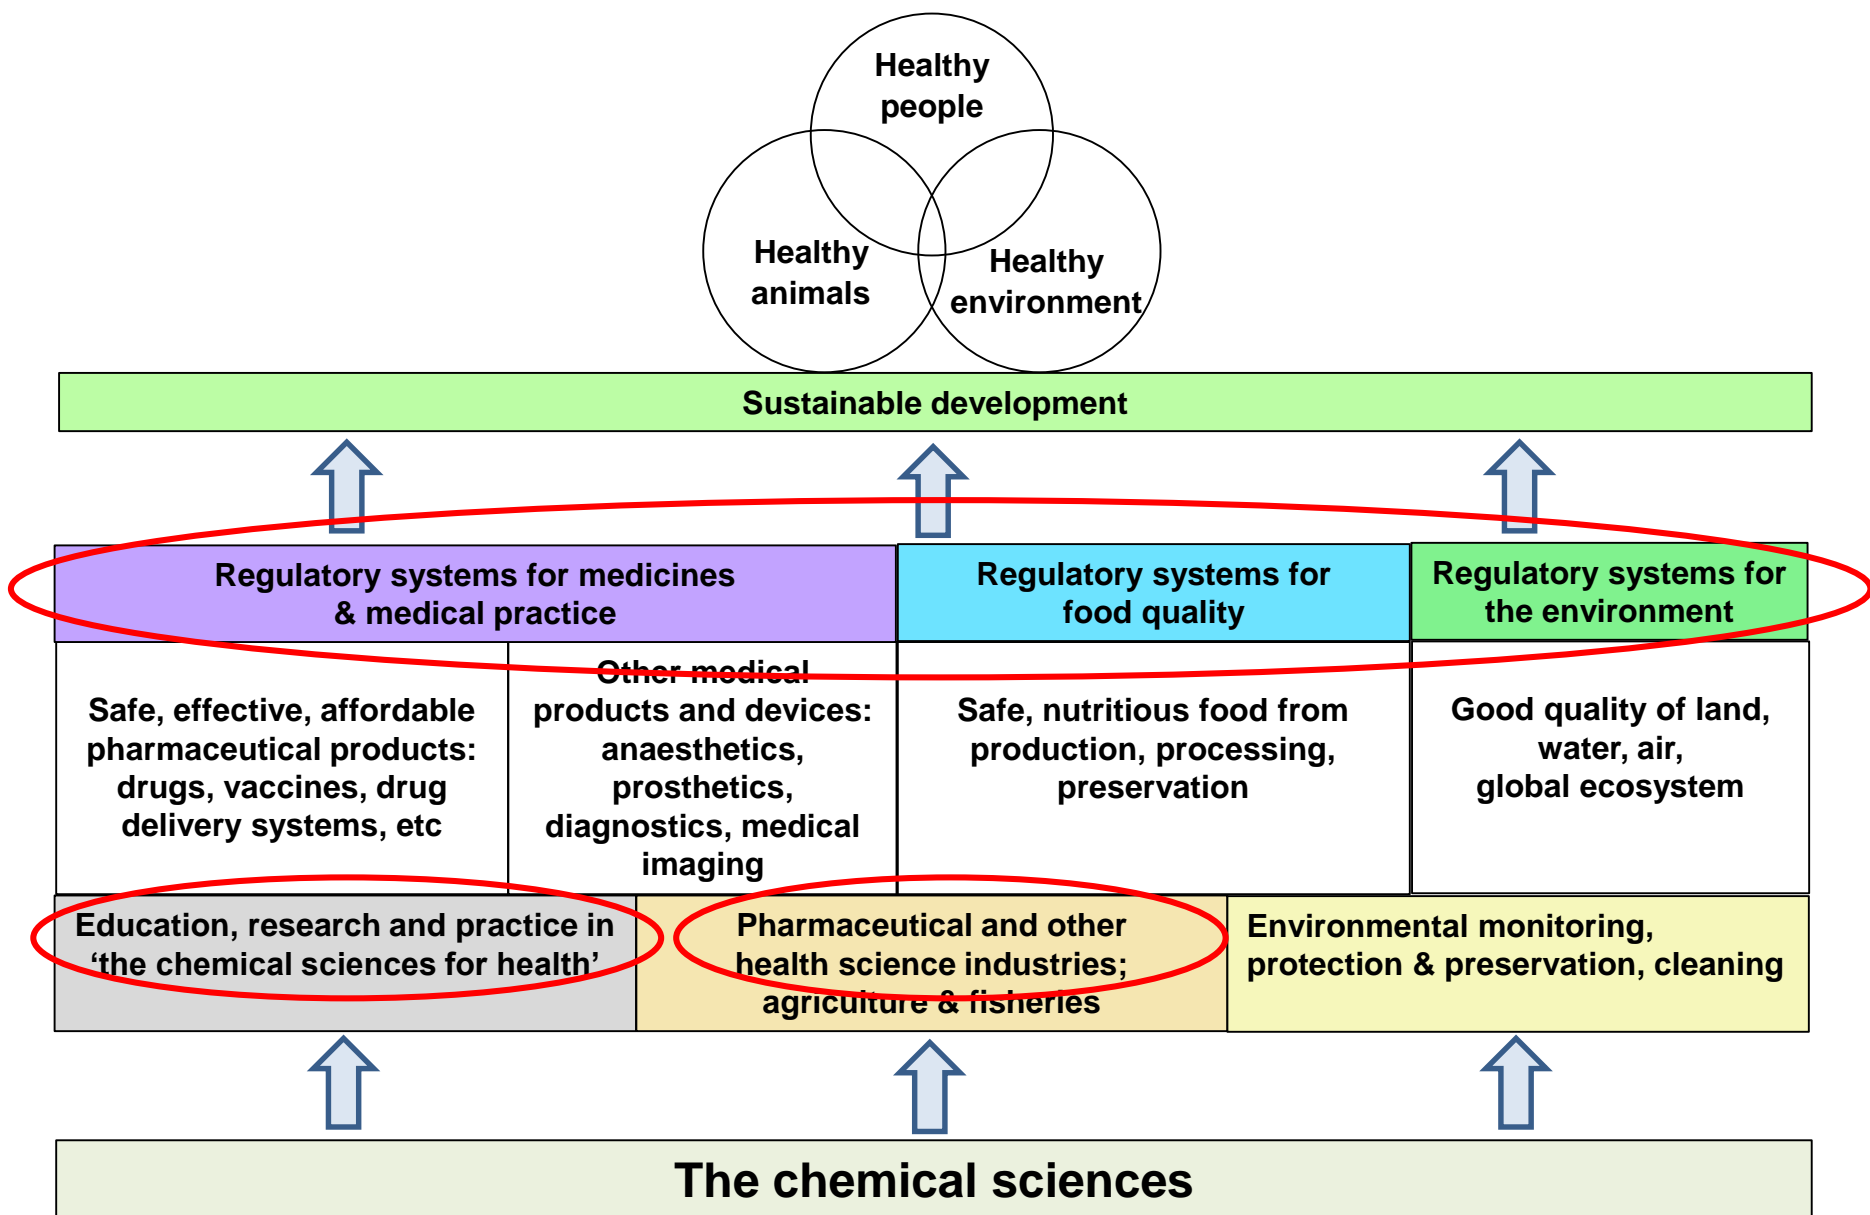 Healthy
people
Healthy
animals
Healthy
environment
Sustainable development
Regulatory systems for medicines
& medical practice
Regulatory systems for
food quality
Regulatory systems for
the environment
Safe, effective, affordable
pharmaceutical products:
drugs, vaccines, drug
delivery systems, etc
Other medical
products and devices:
anaesthetics,
prosthetics,
diagnostics, medical
imaging
Safe, nutritious food from
production, processing,
preservation
Good quality of land,
water, air,
global ecosystem
Education, research and practice in
‘the chemical sciences for health’
Pharmaceutical and other
health science industries;
agriculture & fisheries
Environmental monitoring,
protection & preservation, cleaning
The chemical sciences